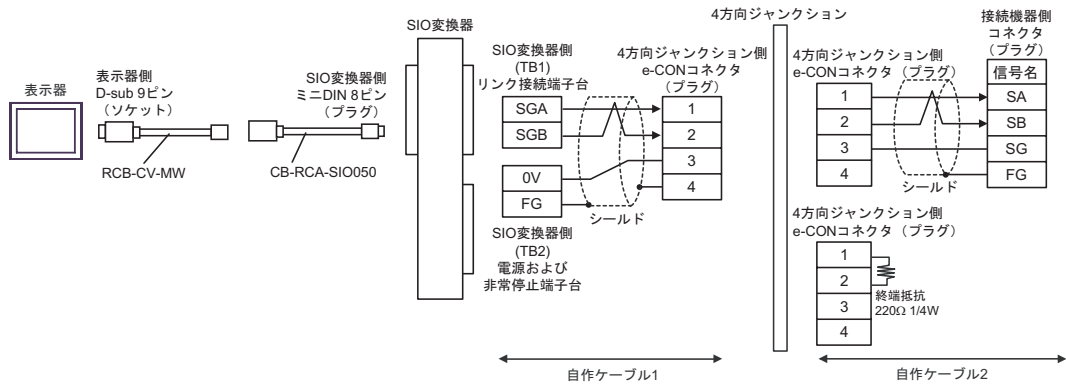 表示器
表示器側
D-sub 9ピン
（ソケット）
RCB-CV-MW
SIO変換器側
ミニDIN 8ピン
（プラグ）
CB-RCA-SIO050
SIO変換器
SIO変換器側
(TB1)
リンク接続端子台
SGA
SGB
0V
FG
SIO変換器側
(TB2)
電源および
非常停止端子台
シールド
4方向ジャンクション側
e-CONコネクタ
（プラグ）
1
2
3
4
自作ケーブル1
4方向ジャンクション
4方向ジャンクション側
e-CONコネクタ（プラグ）
1
2
3
4
シールド
接続機器側
コネクタ
（プラグ）
信号名
SA
SB
SG
FG
4方向ジャンクション側
e-CONコネクタ（プラグ）
1
2
3
4
終端抵抗
220Ω 1/4W
自作ケーブル2